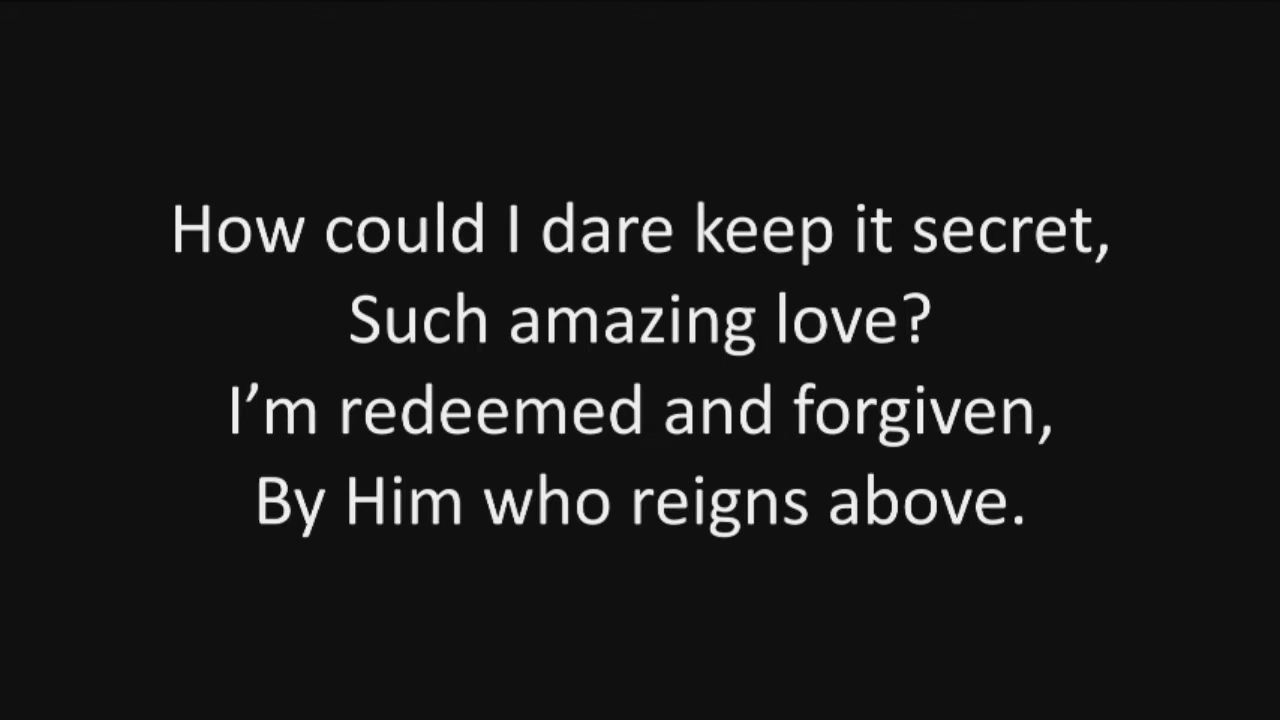 How could I dare keep it secret,
Such amazing love?
I’m redeemed and forgiven,
By Him who reigns above.